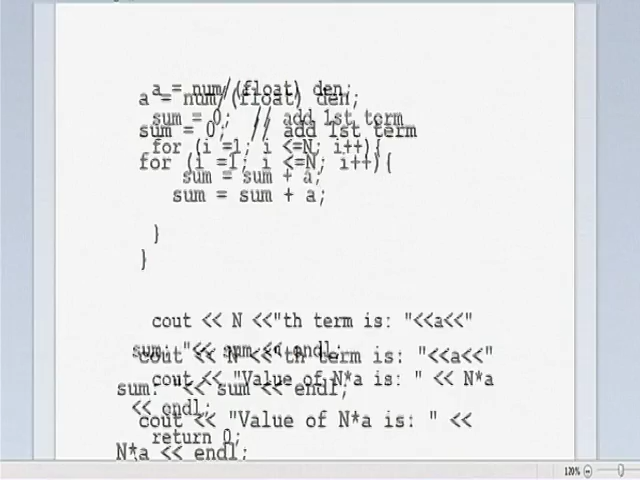 a = num/(float) den;
a = num/(float) den;
sum = 0;  // add 1st term
sum = 0;  // add 1st term
for (i =1; i <=N; i++){
for (i =1; i <=N; i++){
sum = sum + a;
sum = sum + a;
}
}
cout << N <<"th term is: "<<a<<"
sum: "<< sum << endl;
cout << N <<"th term is: "<<a<<"
cout << "Value of N*a is: " << N*a
sum: "<< sum << endl;
<< endl;
cout << "Value of N*a is: " <<
return 0;
N*a << endl;
120%